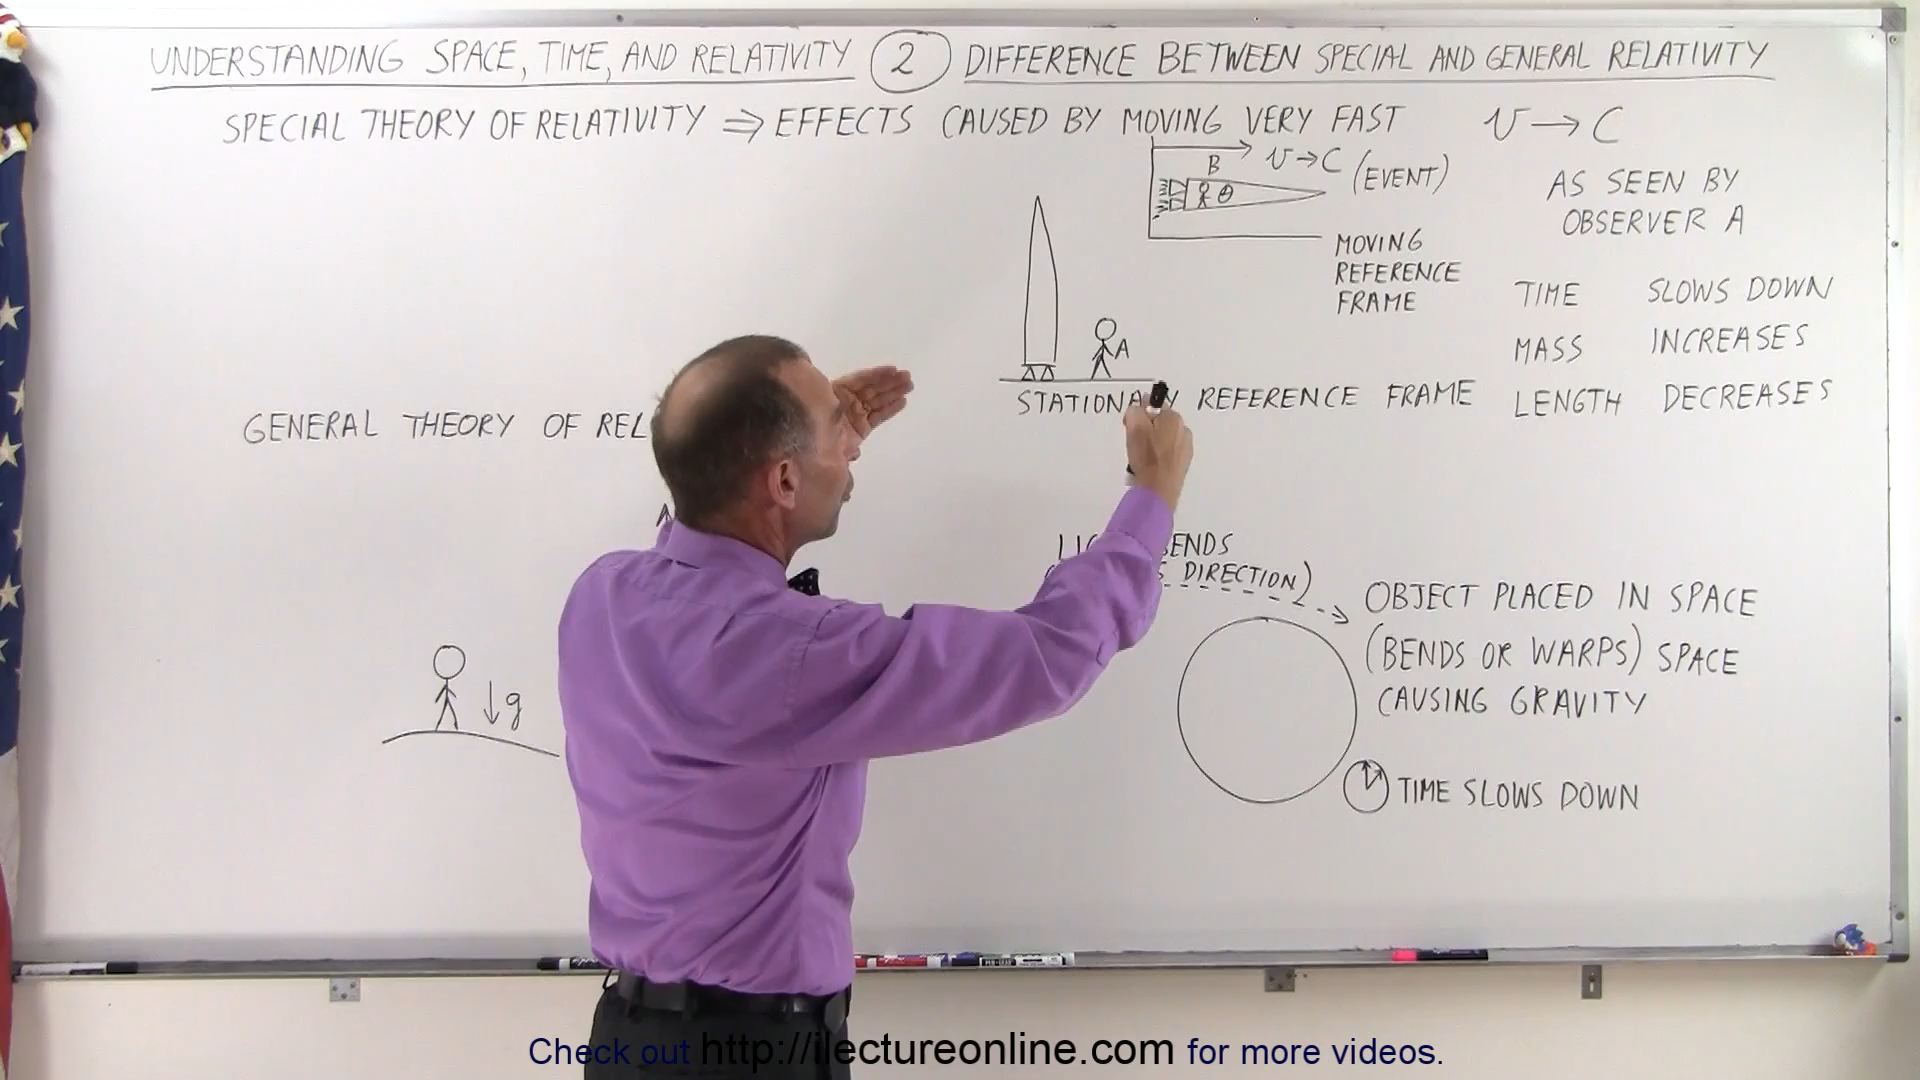 UNDERSTANDING SPACE, TIME, AND RELATIVITY 2 DIFFERENCE BETWEEN SPECIAL AND GENERAL RELATIVITY
SPECIAL THEORY OF RELATIVITY ⇒ EFFECTS CAUSED BY MOVING VERY FAST v → C
B v → C (EVENT)
MOVING
REFERENCE
FRAME
A
STATIONARY REFERENCE FRAME
AS SEEN BY
OBSERVER A
TIME SLOWS DOWN
MASS INCREASES
LENGTH DECREASES
GENERAL THEORY OF REL
↓ g
BENDS
DIRECTION)
OBJECT PLACED IN SPACE
(BENDS OR WARPS) SPACE
CAUSING GRAVITY
TIME SLOWS DOWN
Check out http://ilectureonline.com for more videos.